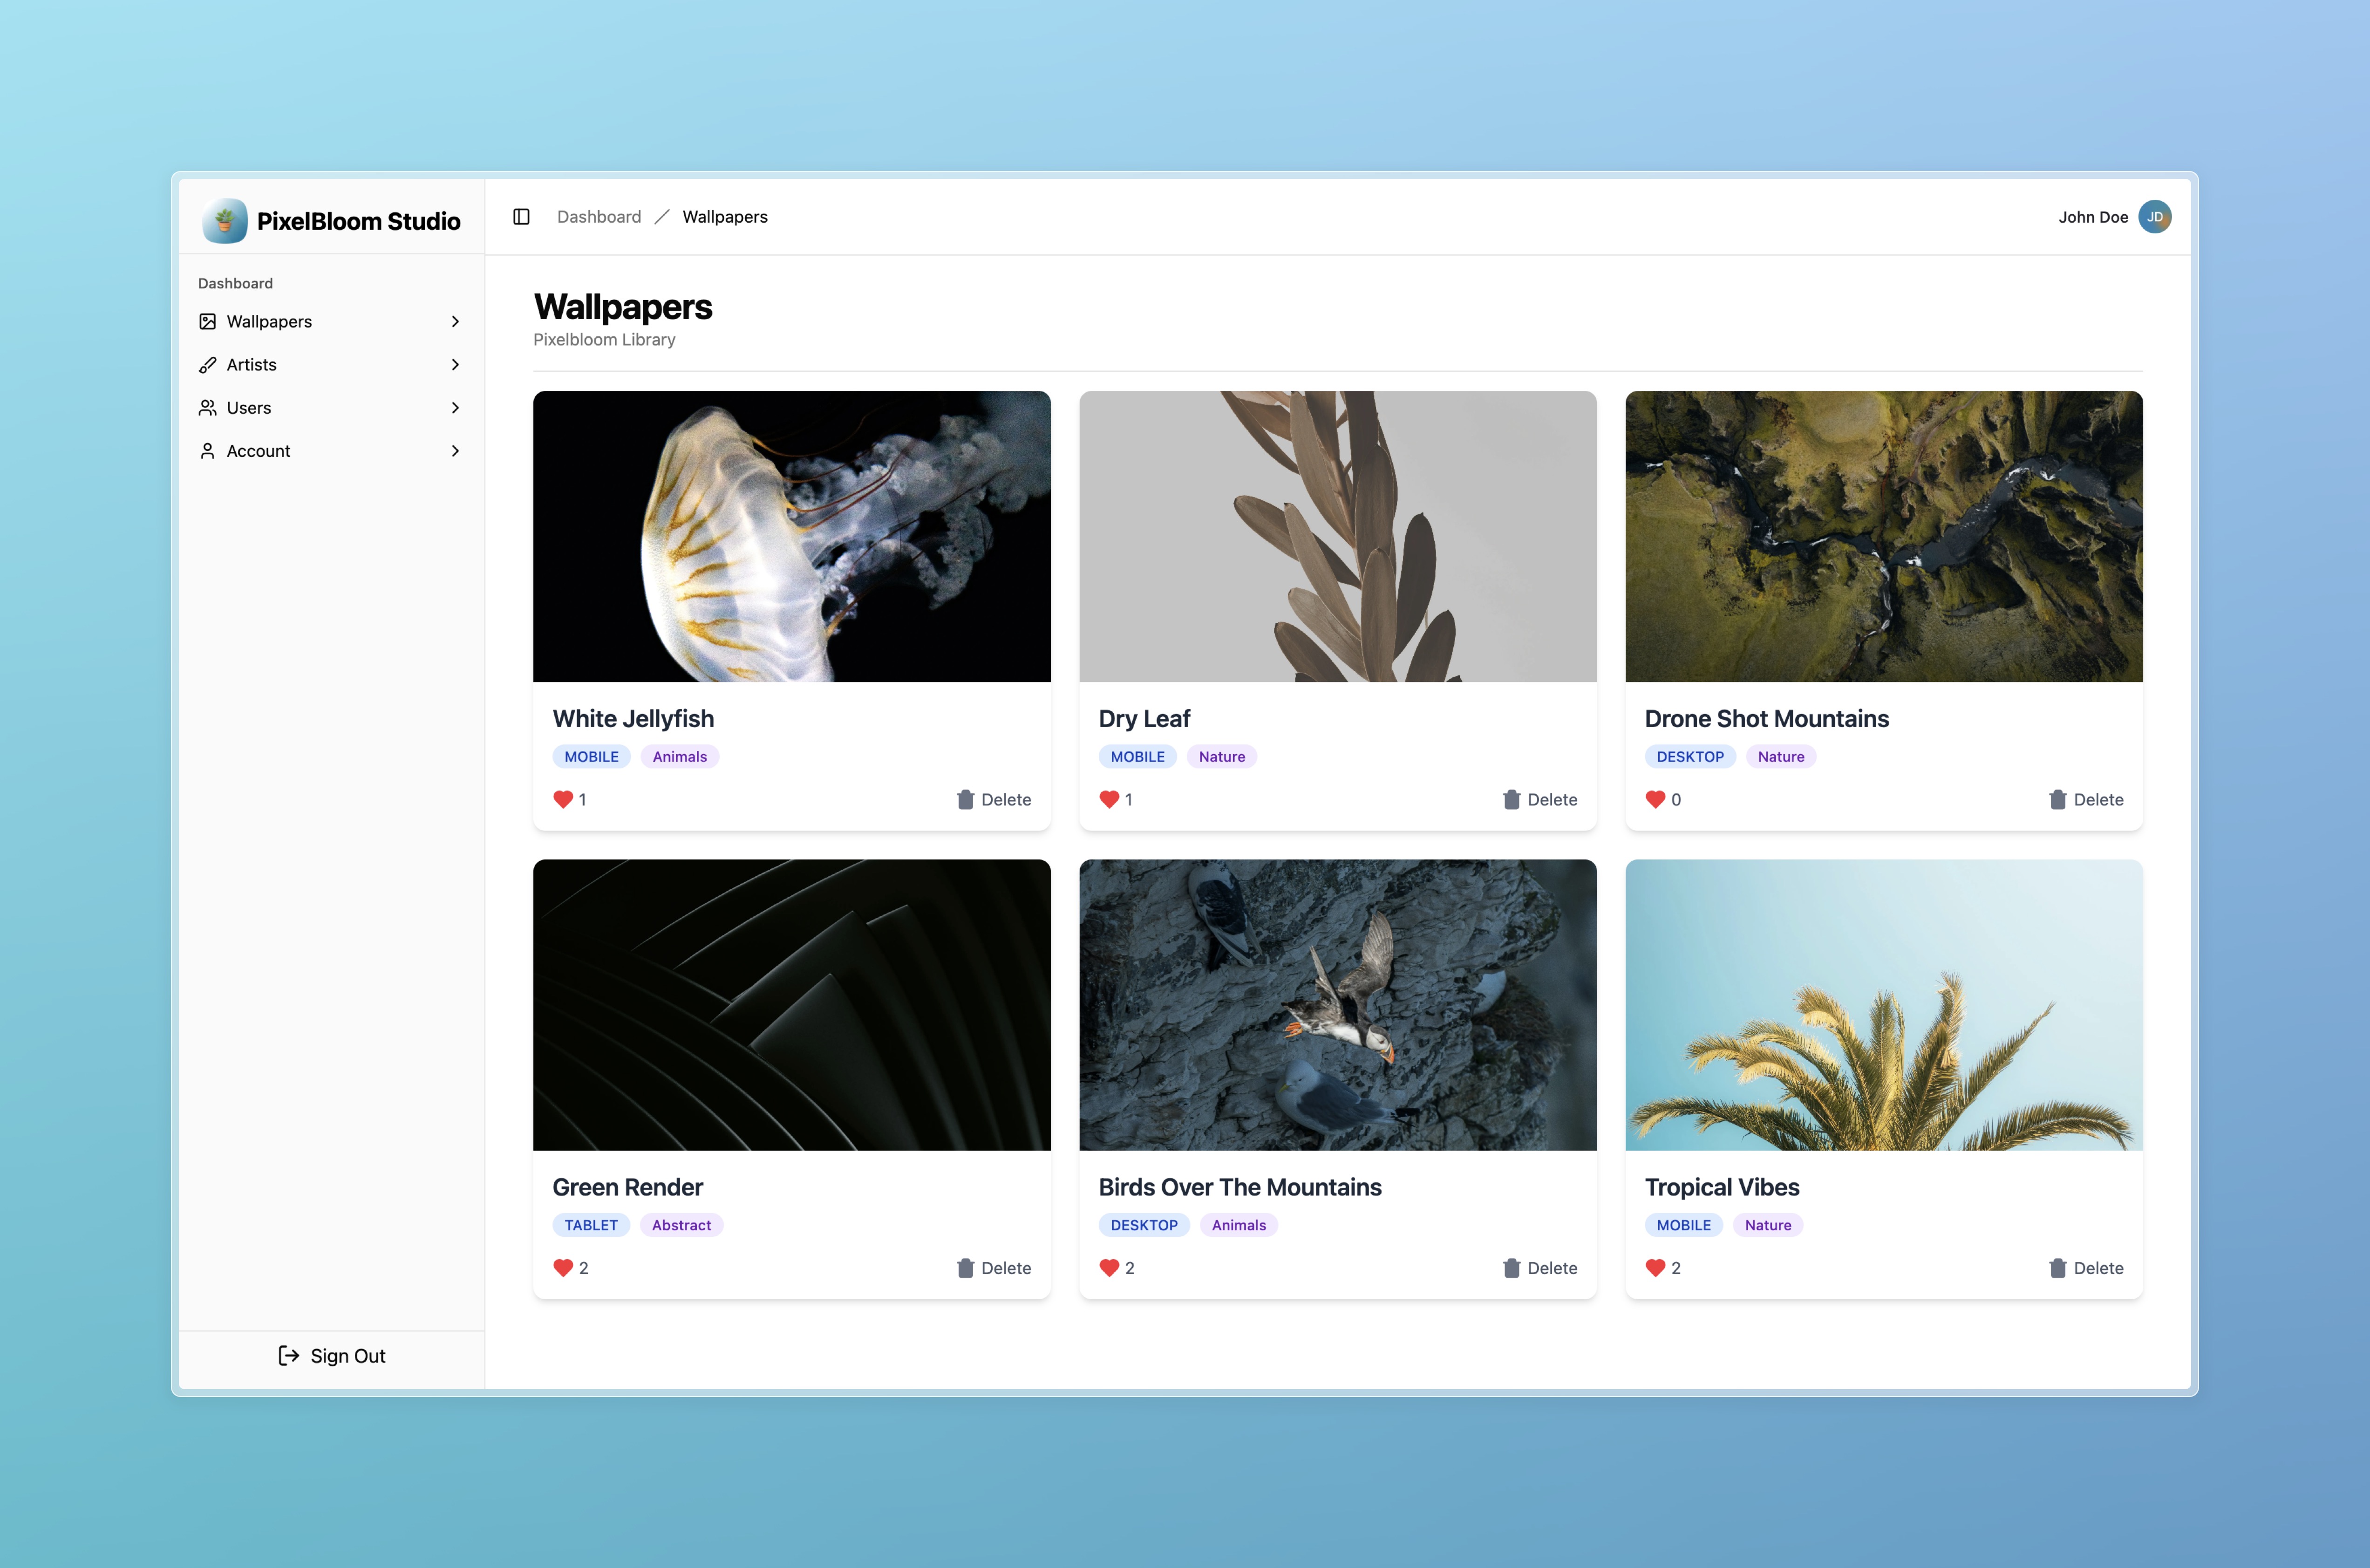 PixelBloom Studio
Dashboard
Wallpapers
Artists
Users
Account
Sign Out
Dashboard / Wallpapers
John Doe JD
Wallpapers
Pixelbloom Library
White Jellyfish
MOBILE Animals
1 Delete
Dry Leaf
MOBILE Nature
1 Delete
Drone Shot Mountains
DESKTOP Nature
0 Delete
Green Render
TABLET Abstract
2 Delete
Birds Over The Mountains
DESKTOP Animals
2 Delete
Tropical Vibes
MOBILE Nature
2 Delete